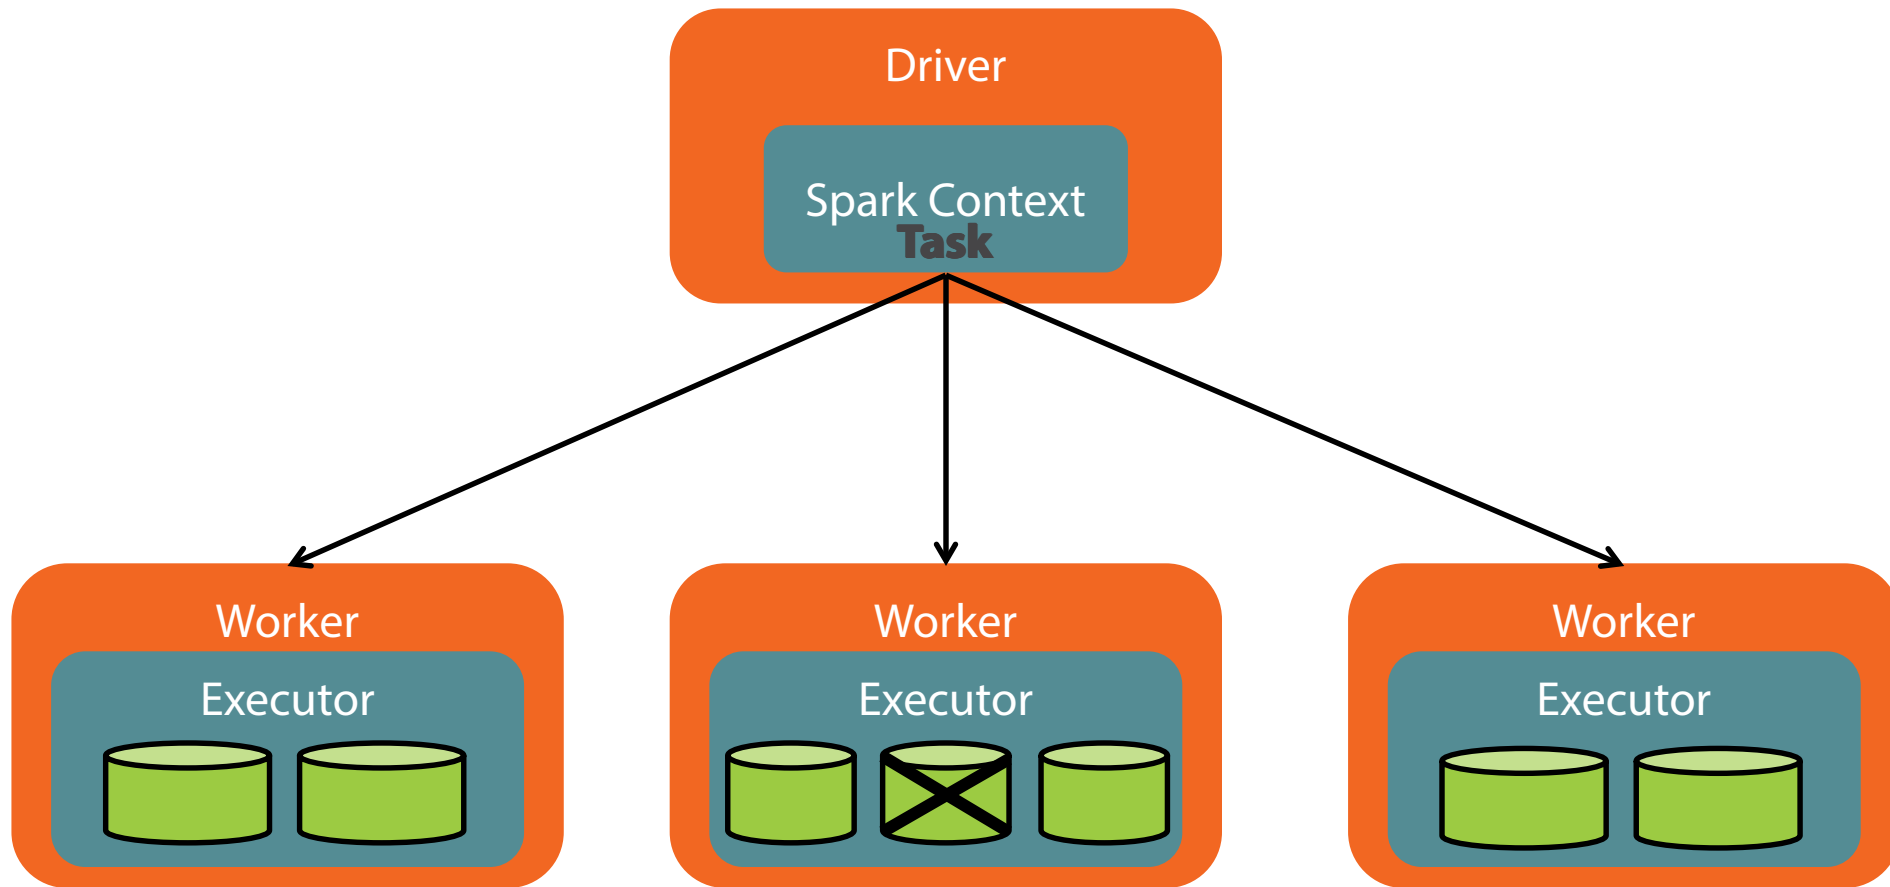 Driver
Spark Context
Task
Worker
Worker
Worker
Executor
Executor
Executor